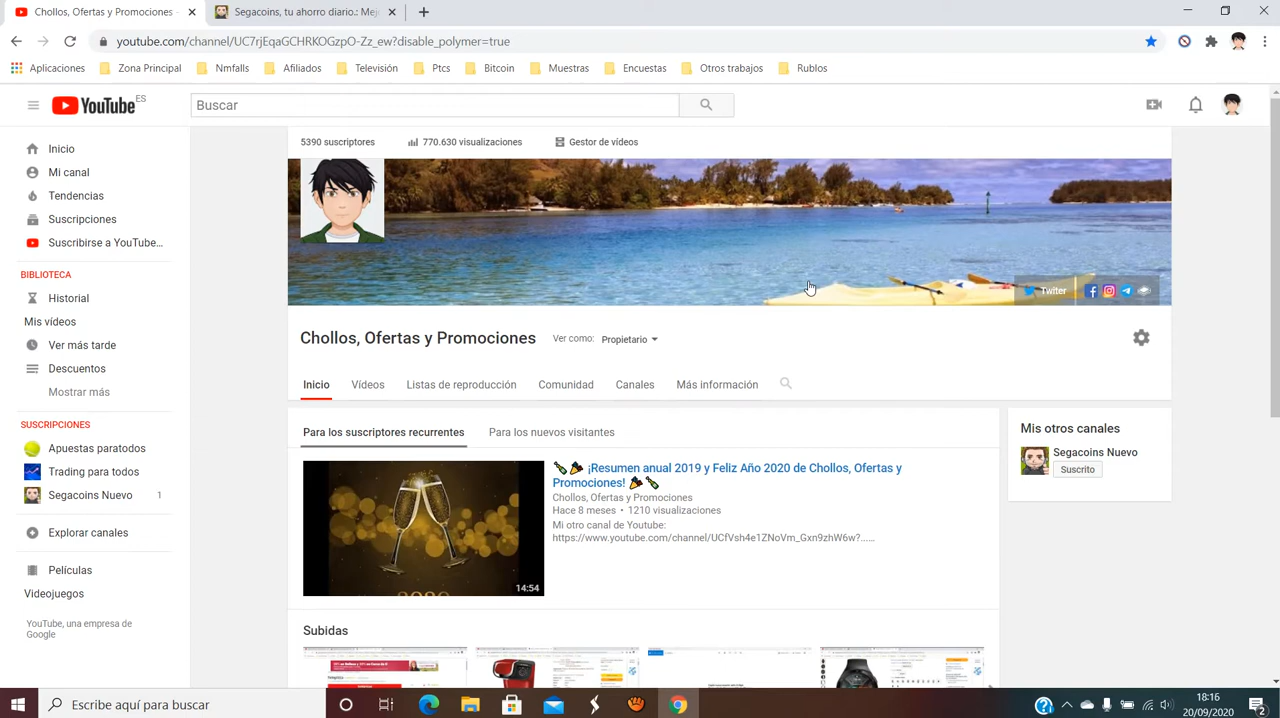 Chollos, Ofertas y Promociones -
Segacoins, tu ahorro diario.: Mej
youtube.com/channel/UC7rjEqaGCHRKOGzpO-Zz_ew?disable_polymer=true
Aplicaciones Zona Principal Nmfalls Afiliados Televisión Ptcs Bitcoin Muestras Encuestas Otros trabajos Rublos
YouTube ES
Buscar
5390 suscriptores 770.630 visualizaciones Gestor de vídeos
Inicio
Mi canal
Tendencias
Suscripciones
Suscribirse a YouTube...
BIBLIOTECA
Historial
Mis vídeos
Ver más tarde
Descuentos
Mostrar más
SUSCRIPCIONES
Apuestas paratodos
Trading para todos
Segacoins Nuevo 1
Explorar canales
Películas
Videojuegos
YouTube, una empresa de
Google
Twiter
Chollos, Ofertas y Promociones Ver como: Propietario
Inicio Vídeos Listas de reproducción Comunidad Canales Más información
Para los suscriptores recurrentes Para los nuevos visitantes
¡Resumen anual 2019 y Feliz Año 2020 de Chollos, Ofertas y
Promociones!
Chollos, Ofertas y Promociones
Hace 8 meses • 1210 visualizaciones
Mi otro canal de Youtube:
https://www.youtube.com/channel/UCfVsh4e1ZNoVm_Gxn9zhW6w?......
14:54
Mis otros canales
Segacoins Nuevo
Suscrito
Subidas
Escribe aquí para buscar
18:16
20/09/2020
2